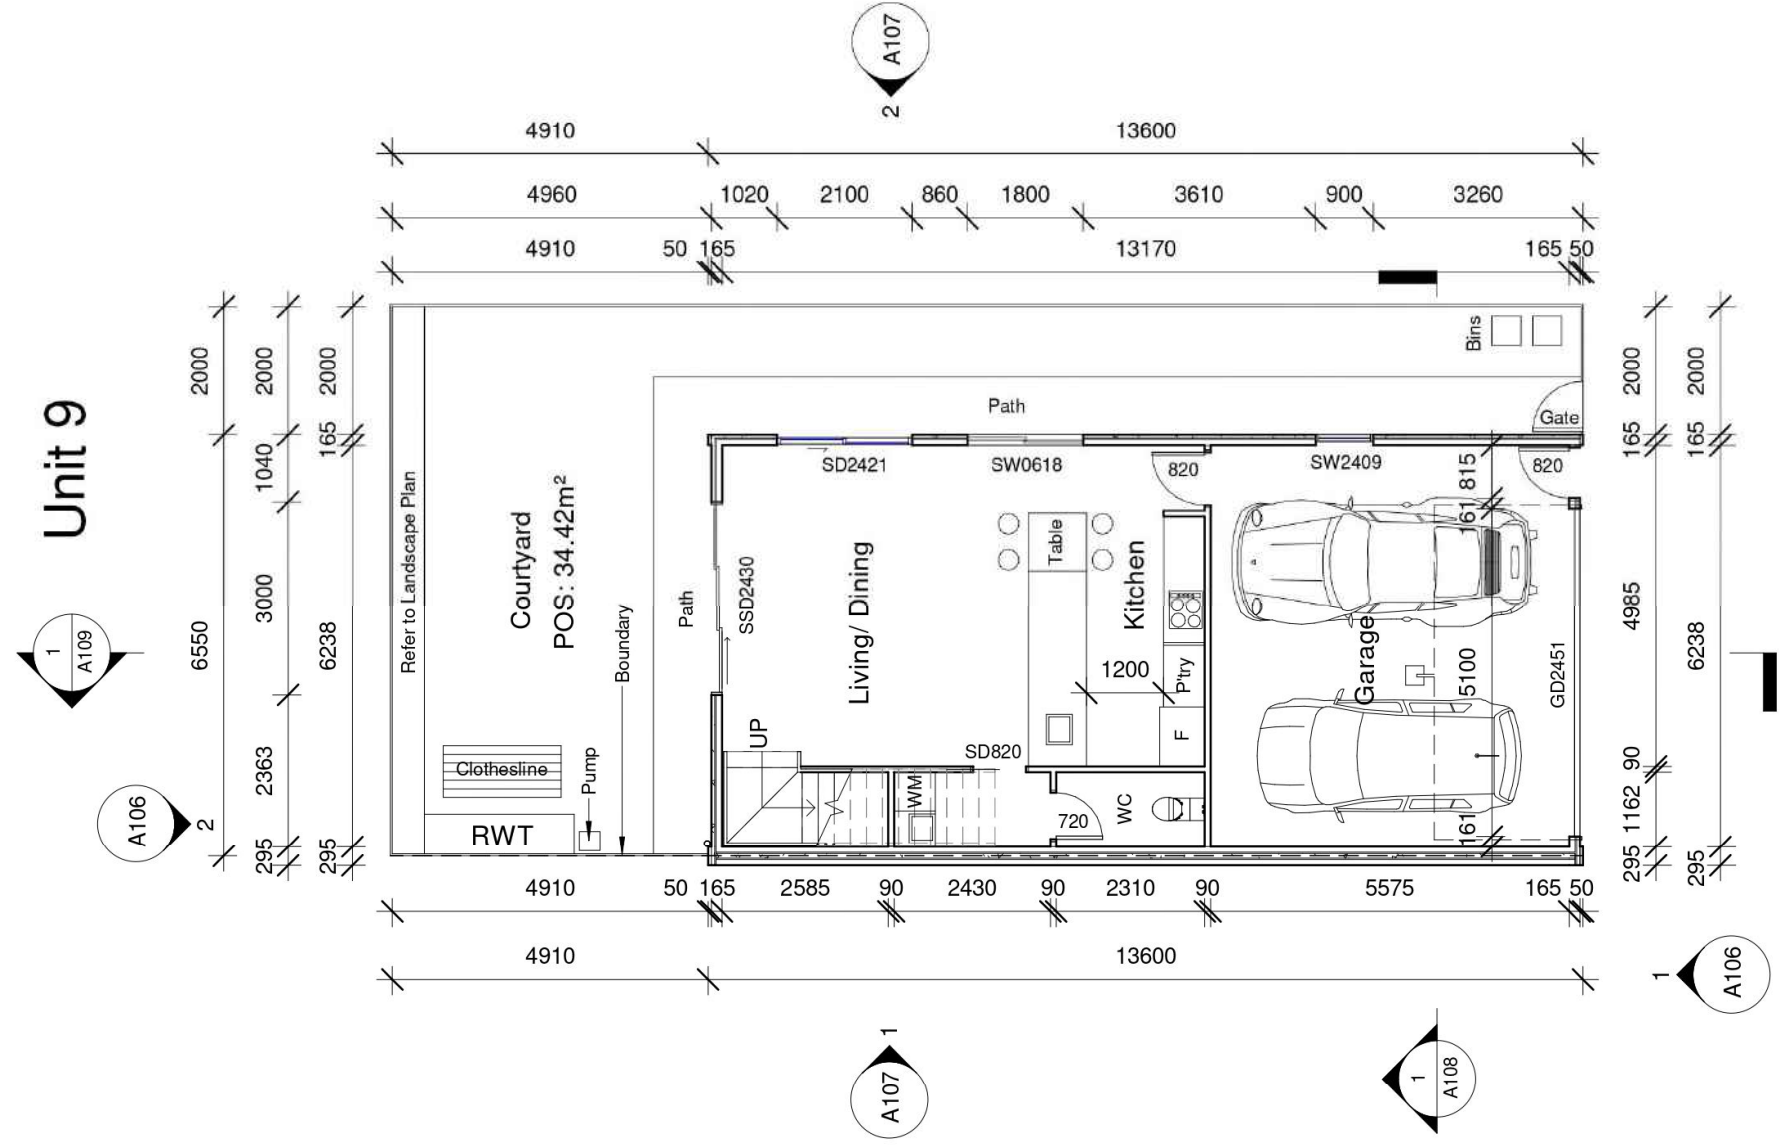 Unit 9
A107
2
4910 13600
4960 1020 2100 860 1800 3610 900 3260
4910 50 165 13170 165 50
2000 2000 2000
165 1040
3000
6550 6238
2363
295 295
1
A109
A106
2
Refer to Landscape Plan
Courtyard
POS: 34.42m²
Boundary
Path
Clothesline
Pump
RWT
Path
Bins
Gate
SD2421 SW0618 820 SW2409 820
SSD2430
Living/ Dining
Table
Kitchen
1200
P'try
F
UP
SD820
WM
720
WC
Garage
815
161
5100
161
GD2451
2000 2000
165 165
4985 6238
90
1162
295 295
4910 50 165 2585 90 2430 90 2310 90 5575 165 50
4910 13600
1
A106
1
A107
1
A108